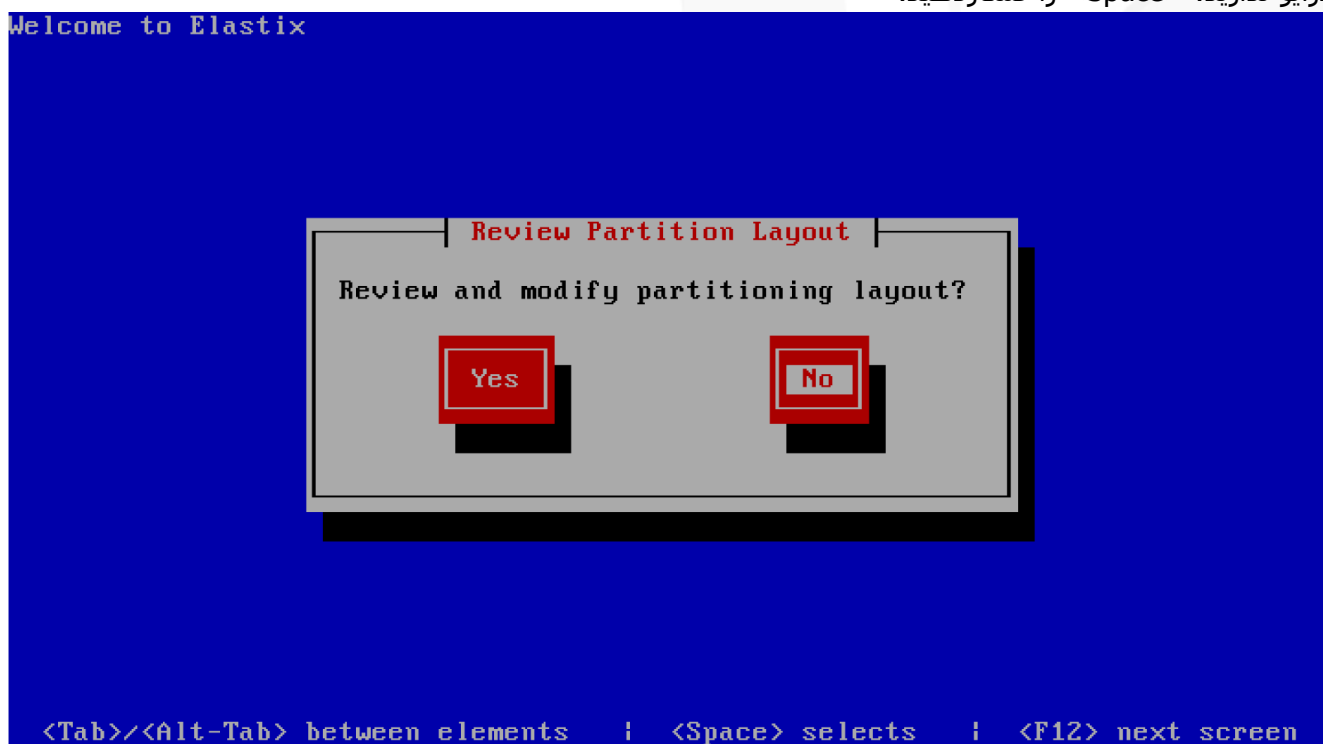 Welcome to Elastix
Review Partition Layout
Review and modify partitioning layout?
Yes
No
<Tab>/<Alt-Tab> between elements | <Space> selects | <F12> next screen